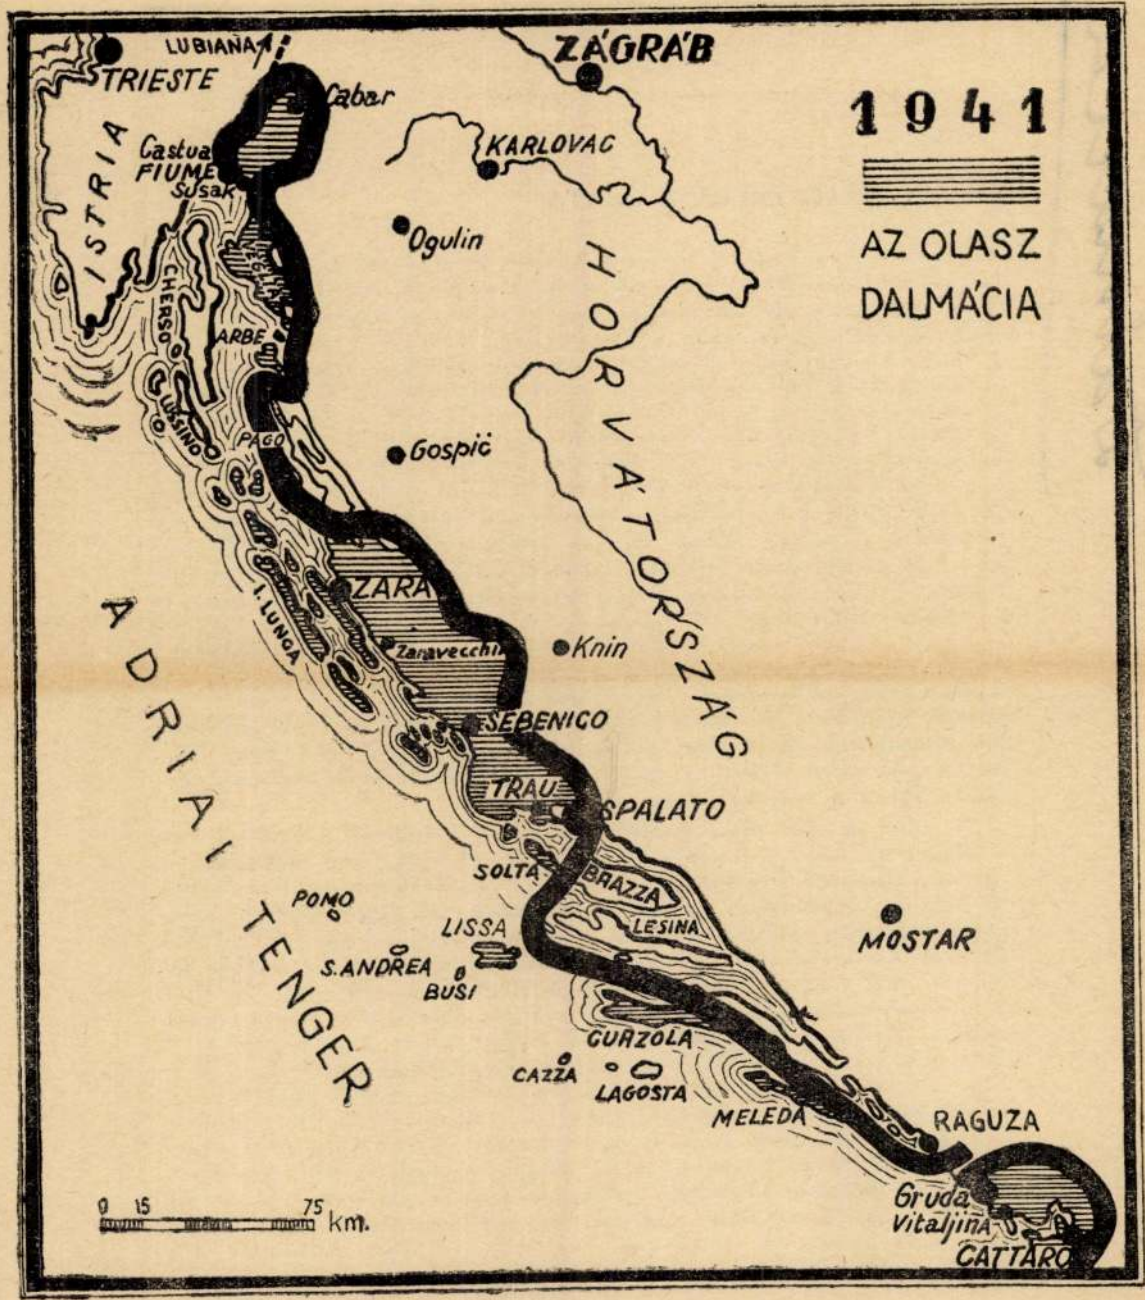 LUBIANA
TRIESTE
ZÁGRÁB
Cabar
1941
AZ OLASZ
DALMÁCIA
KARLOVAC
Castua
FIUME
Susak
ISTRIA
Ogulin
HORVÁTORSZÁG
CHERSO
ARBE
LUSSINO
PAGO
Gospič
ZARA
I. LUNGA
Zaravecchia
Knin
SEBENICO
ADRIAI TENGER
TRAU
SPALATO
SOLTA
BRAZZA
POMO
LISSA
LESINA
MOSTAR
S. ANDREA
BUSI
CURZOLA
CAZZA
LAGOSTA
MELEDA
RAGUZA
Gruda
Vitaljina
CATTARO
0 15 75 km.